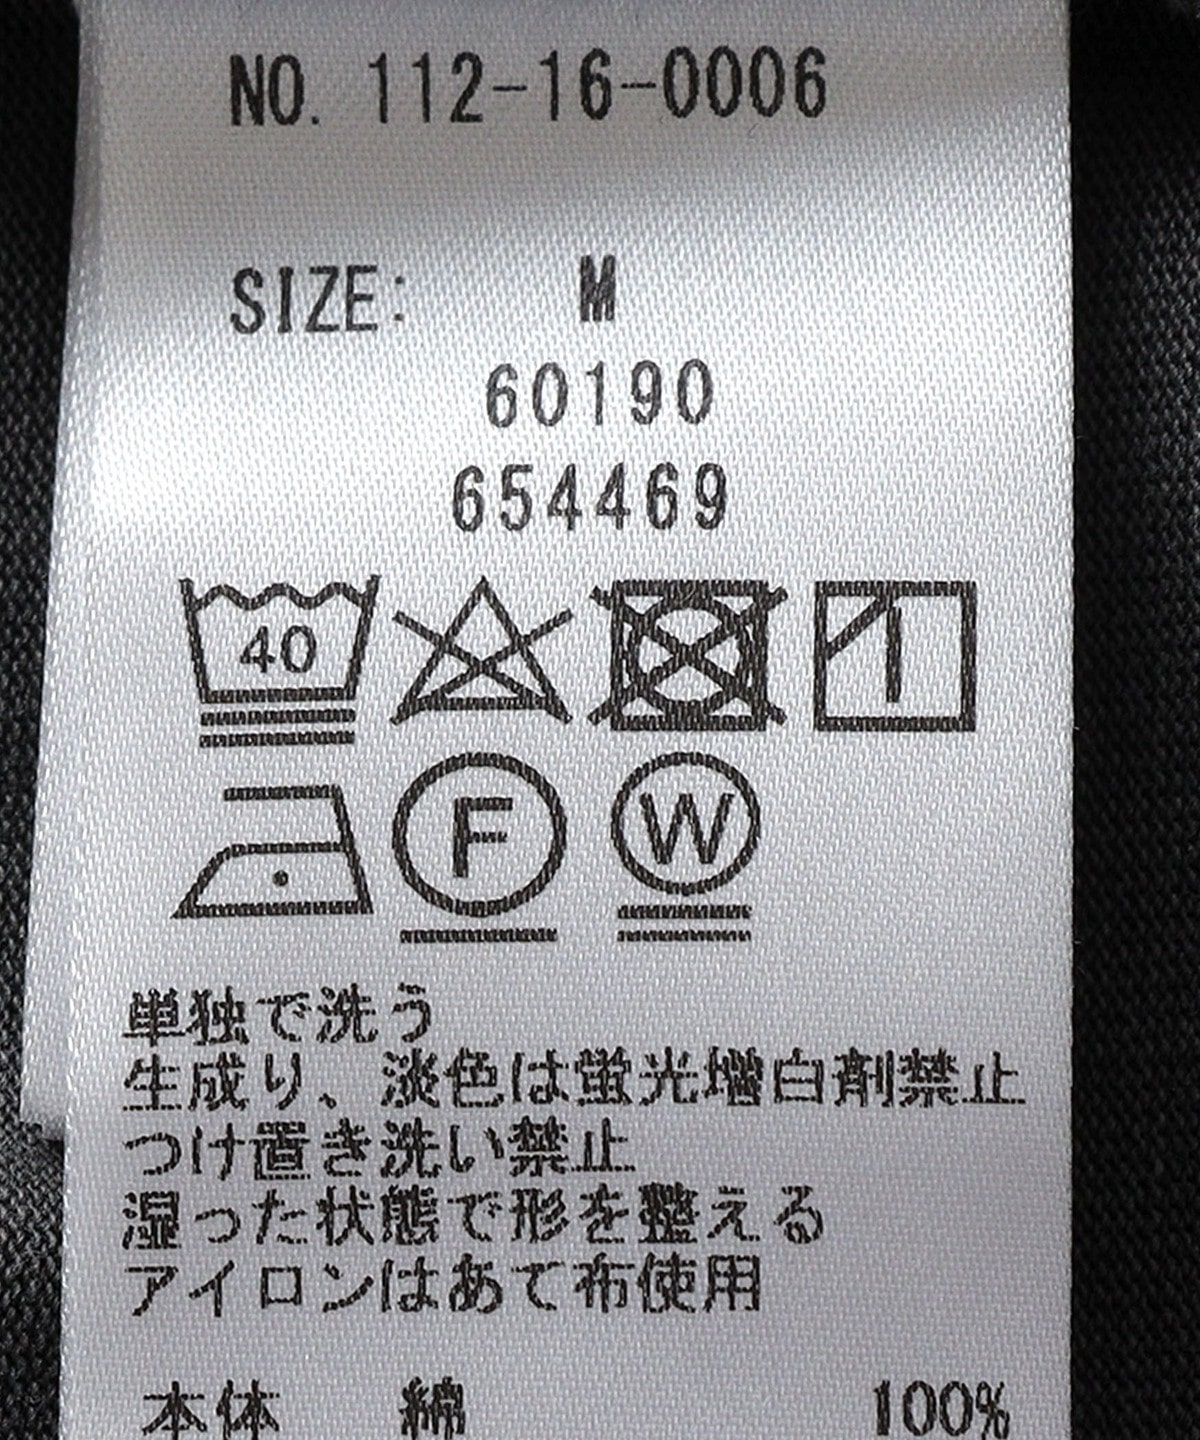 NO. 112-16-0006
SIZE: M
60190
654469
40
F W
単独で洗う
生成り、淡色は蛍光増白剤禁止
つけ置き洗い禁止
湿った状態で形を整える
アイロンはあて布使用
本体 綿 100%